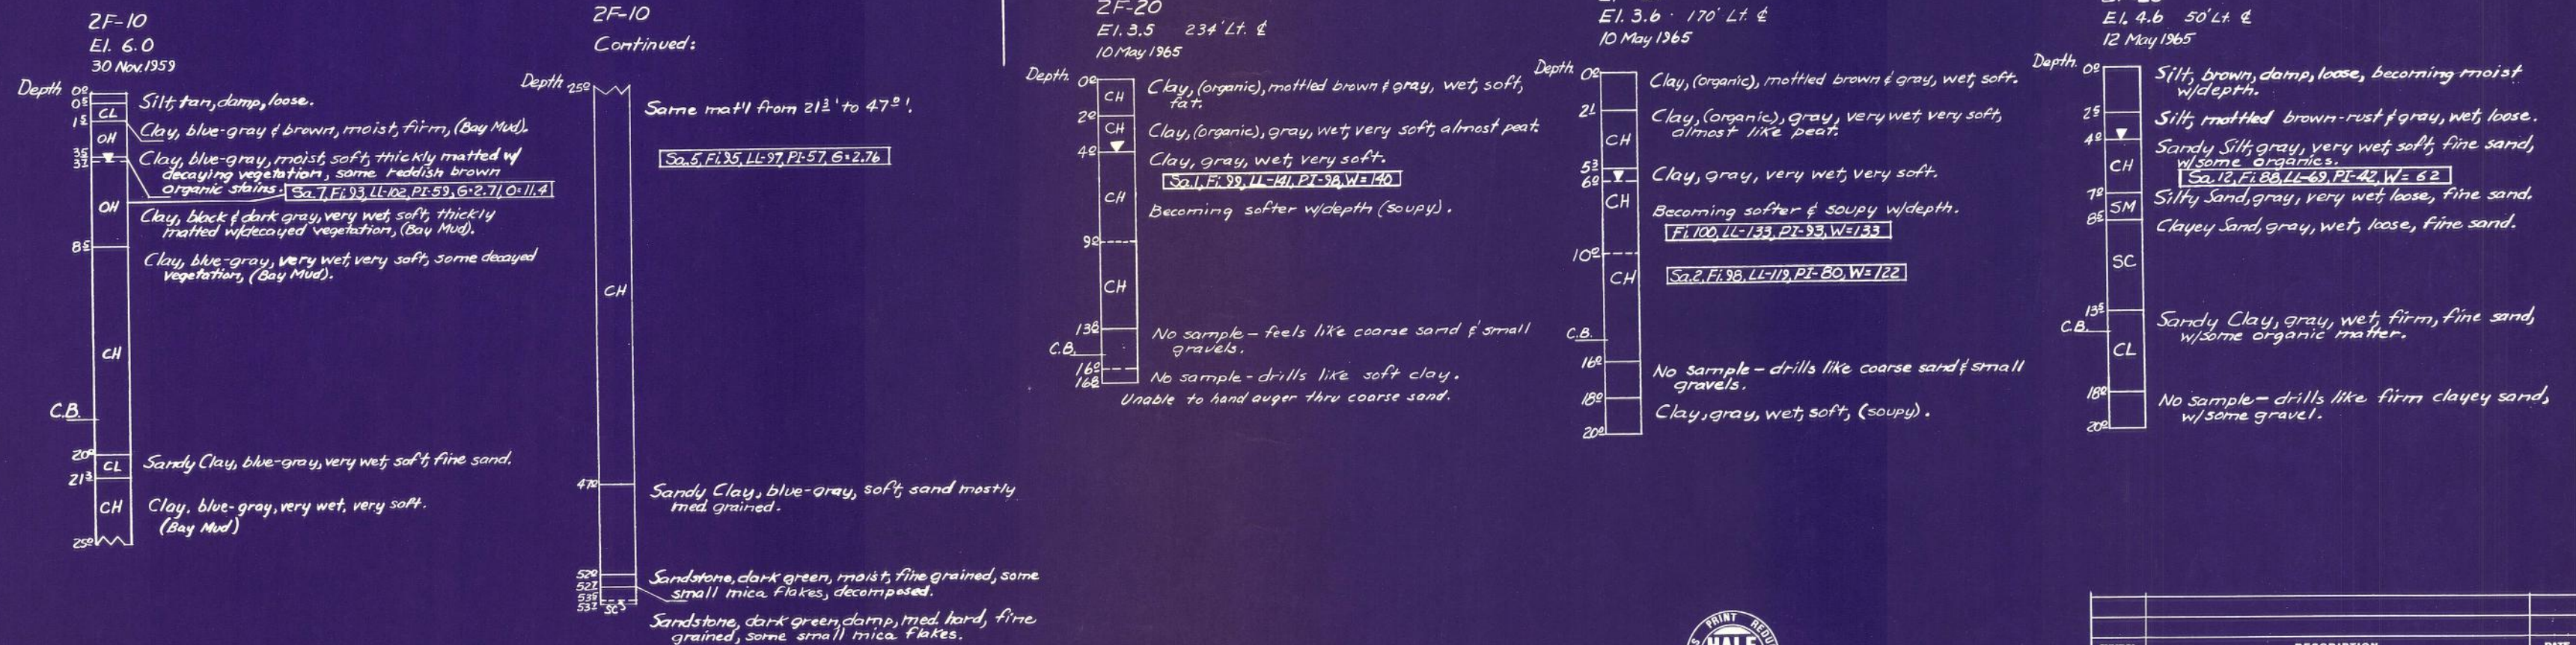 2F-10
El. 6.0
30 Nov. 1959
Depth
0.0
0.5
CL
Silt, tan, damp, loose.
1.5
OH
Clay, blue-gray & brown, moist, firm, (Bay Mud).
3.5
3.7
Clay, blue-gray, moist, soft, thickly matted w/
decaying vegetation, some reddish brown
organic stains. Sa.7, Fi.93, LL-102, PI-59, G=2.71, O=11.4
OH
Clay, black & dark gray, very wet, soft, thickly
matted w/decayed vegetation, (Bay Mud).
8.5
Clay, blue-gray, very wet, very soft, some decayed
vegetation, (Bay Mud).
CH
C.B.
20.0
CL
Sandy Clay, blue-gray, very wet, soft, fine sand.
21.3
CH
Clay, blue-gray, very wet, very soft.
(Bay Mud)
25.0
2F-10
Continued:
Depth 25.0
Same mat'l from 21.3' to 47.0'.
Sa.5, Fi.95, LL-97, PI-57, G=2.76
CH
47.0
Sandy Clay, blue-gray, soft, sand mostly
med. grained.
52.0
Sandstone, dark green, moist, fine grained, some
small mica flakes, decomposed.
52.7
53.5
53.7
SC
Sandstone, dark green, damp, med. hard, fine
grained, some small mica flakes.
2F-20
El. 3.5 234' Lt. ℄
10 May 1965
Depth
0.0
CH
Clay, (organic), mottled brown & gray, wet, soft,
fat.
2.0
CH
Clay, (organic), gray, wet, very soft, almost peat.
4.0
Clay, gray, wet, very soft.
Sa.1, Fi.99, LL-141, PI-98, W=140
CH
Becoming softer w/depth (soupy).
9.0
CH
No sample - feels like coarse sand & small
gravels.
C.B.
16.0
No sample - drills like soft clay.
Unable to hand auger thru coarse sand.
El. 3.6 170' Lt. ℄
10 May 1965
Depth
0.0
Clay, (organic), mottled brown & gray, wet, soft.
2.1
Clay, (organic), gray, very wet, very soft,
almost like peat.
CH
5.3
Clay, gray, very wet, very soft.
6.0
CH
Becoming softer & soupy w/depth.
Fi.100, LL-133, PI-93, W=133
10.0
CH
Sa.2, Fi.98, LL-119, PI-80, W=122
C.B.
16.0
No sample - drills like coarse sand & small
gravels.
18.0
Clay, gray, wet, soft, (soupy).
20.0
El. 4.6 50' Lt. ℄
12 May 1965
Depth
0.0
Silt, brown, damp, loose, becoming moist
w/depth.
2.5
Silt, mottled brown-rust & gray, wet, loose.
4.0
Sandy Silt, gray, very wet, soft, fine sand,
w/some organics.
CH
Sa.12, Fi.88, LL-69, PI-42, W=62
7.0
Silty Sand, gray, very wet, loose, fine sand.
SM
8.5
Clayey Sand, gray, wet, loose, fine sand.
SC
13.5
Sandy Clay, gray, wet, firm, fine sand,
w/some organic matter.
C.B.
CL
18.0
No sample - drills like firm clayey sand,
w/some gravel.
20.0
PRINT
HALF